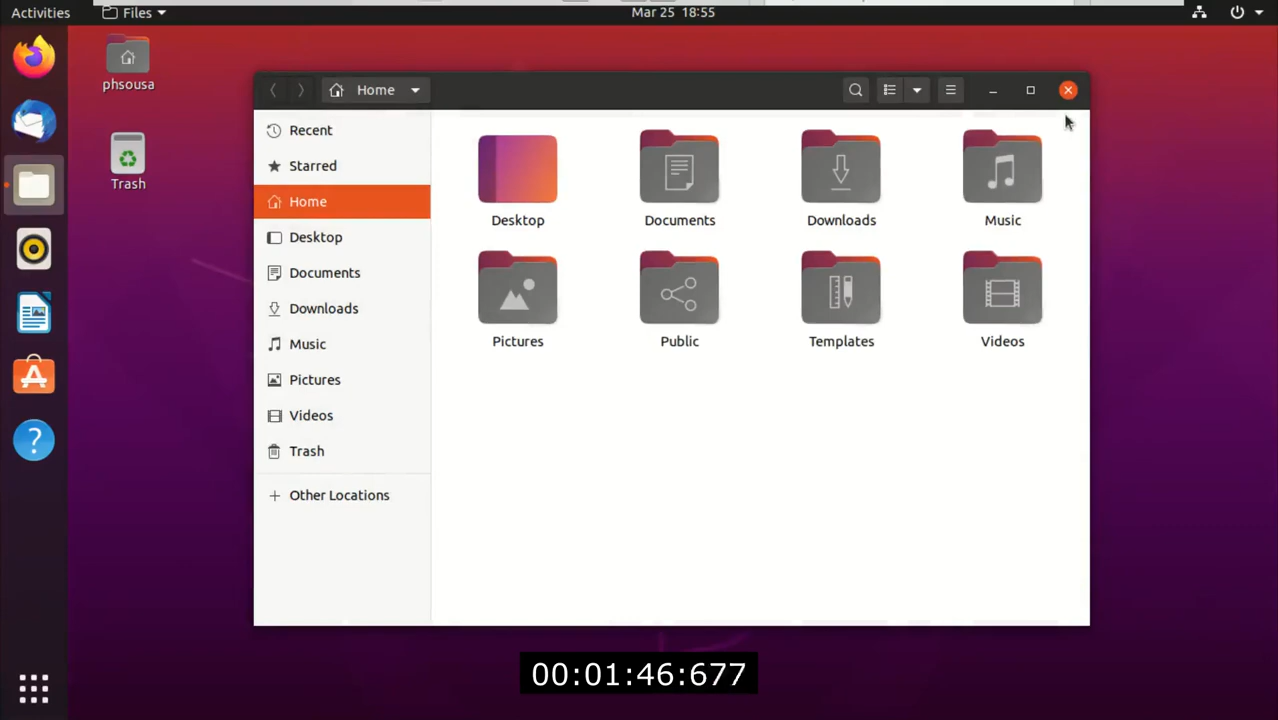 Activities Files Mar 25 18:55
phsousa
Trash
Home
Recent
Starred
Home
Desktop
Documents
Downloads
Music
Pictures
Videos
Trash
Other Locations
Desktop Documents Downloads Music
Pictures Public Templates Videos
00:01:46:677